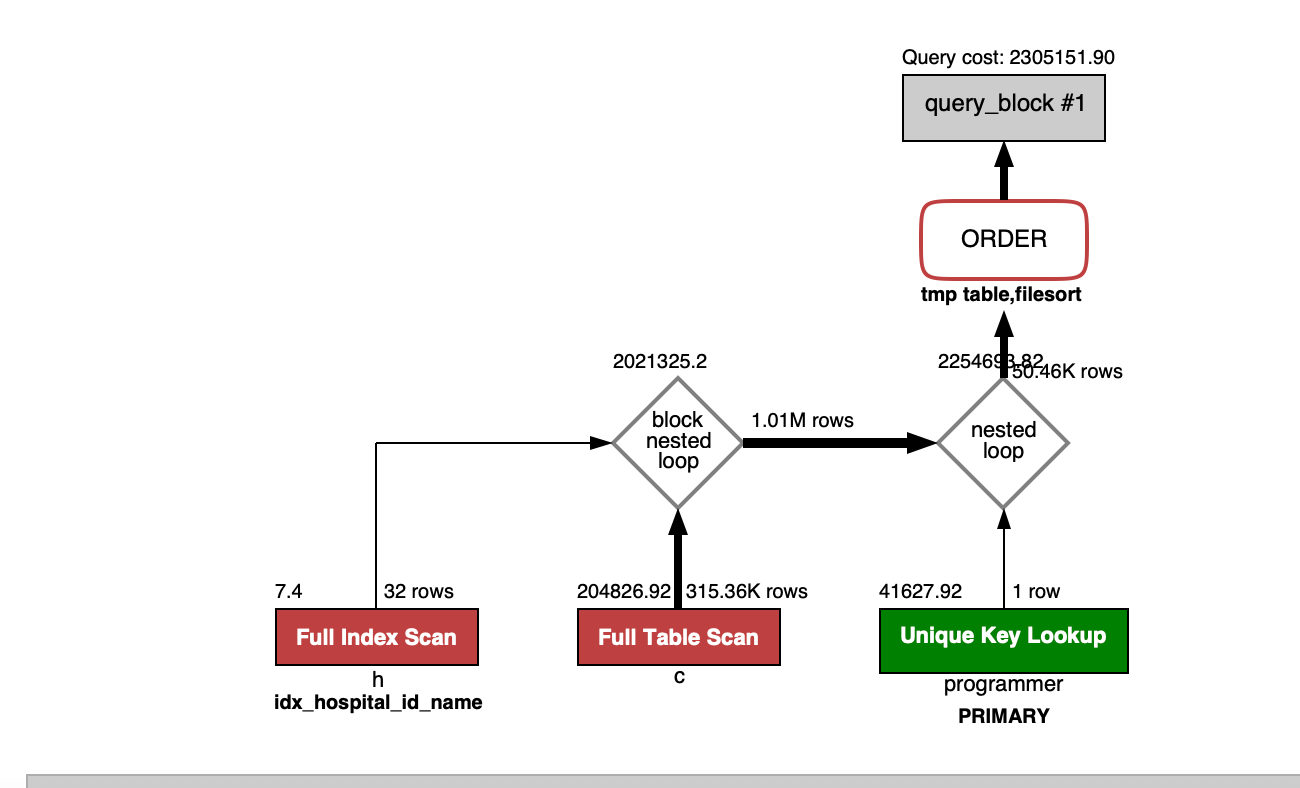 Query cost: 2305151.90
query_block #1
ORDER
tmp table,filesort
2021325.2
2254693.82
50.46K rows
block
nested
loop
1.01M rows
nested
loop
7.4
32 rows
204826.92
315.36K rows
41627.92
1 row
Full Index Scan
Full Table Scan
Unique Key Lookup
h
c
programmer
idx_hospital_id_name
PRIMARY